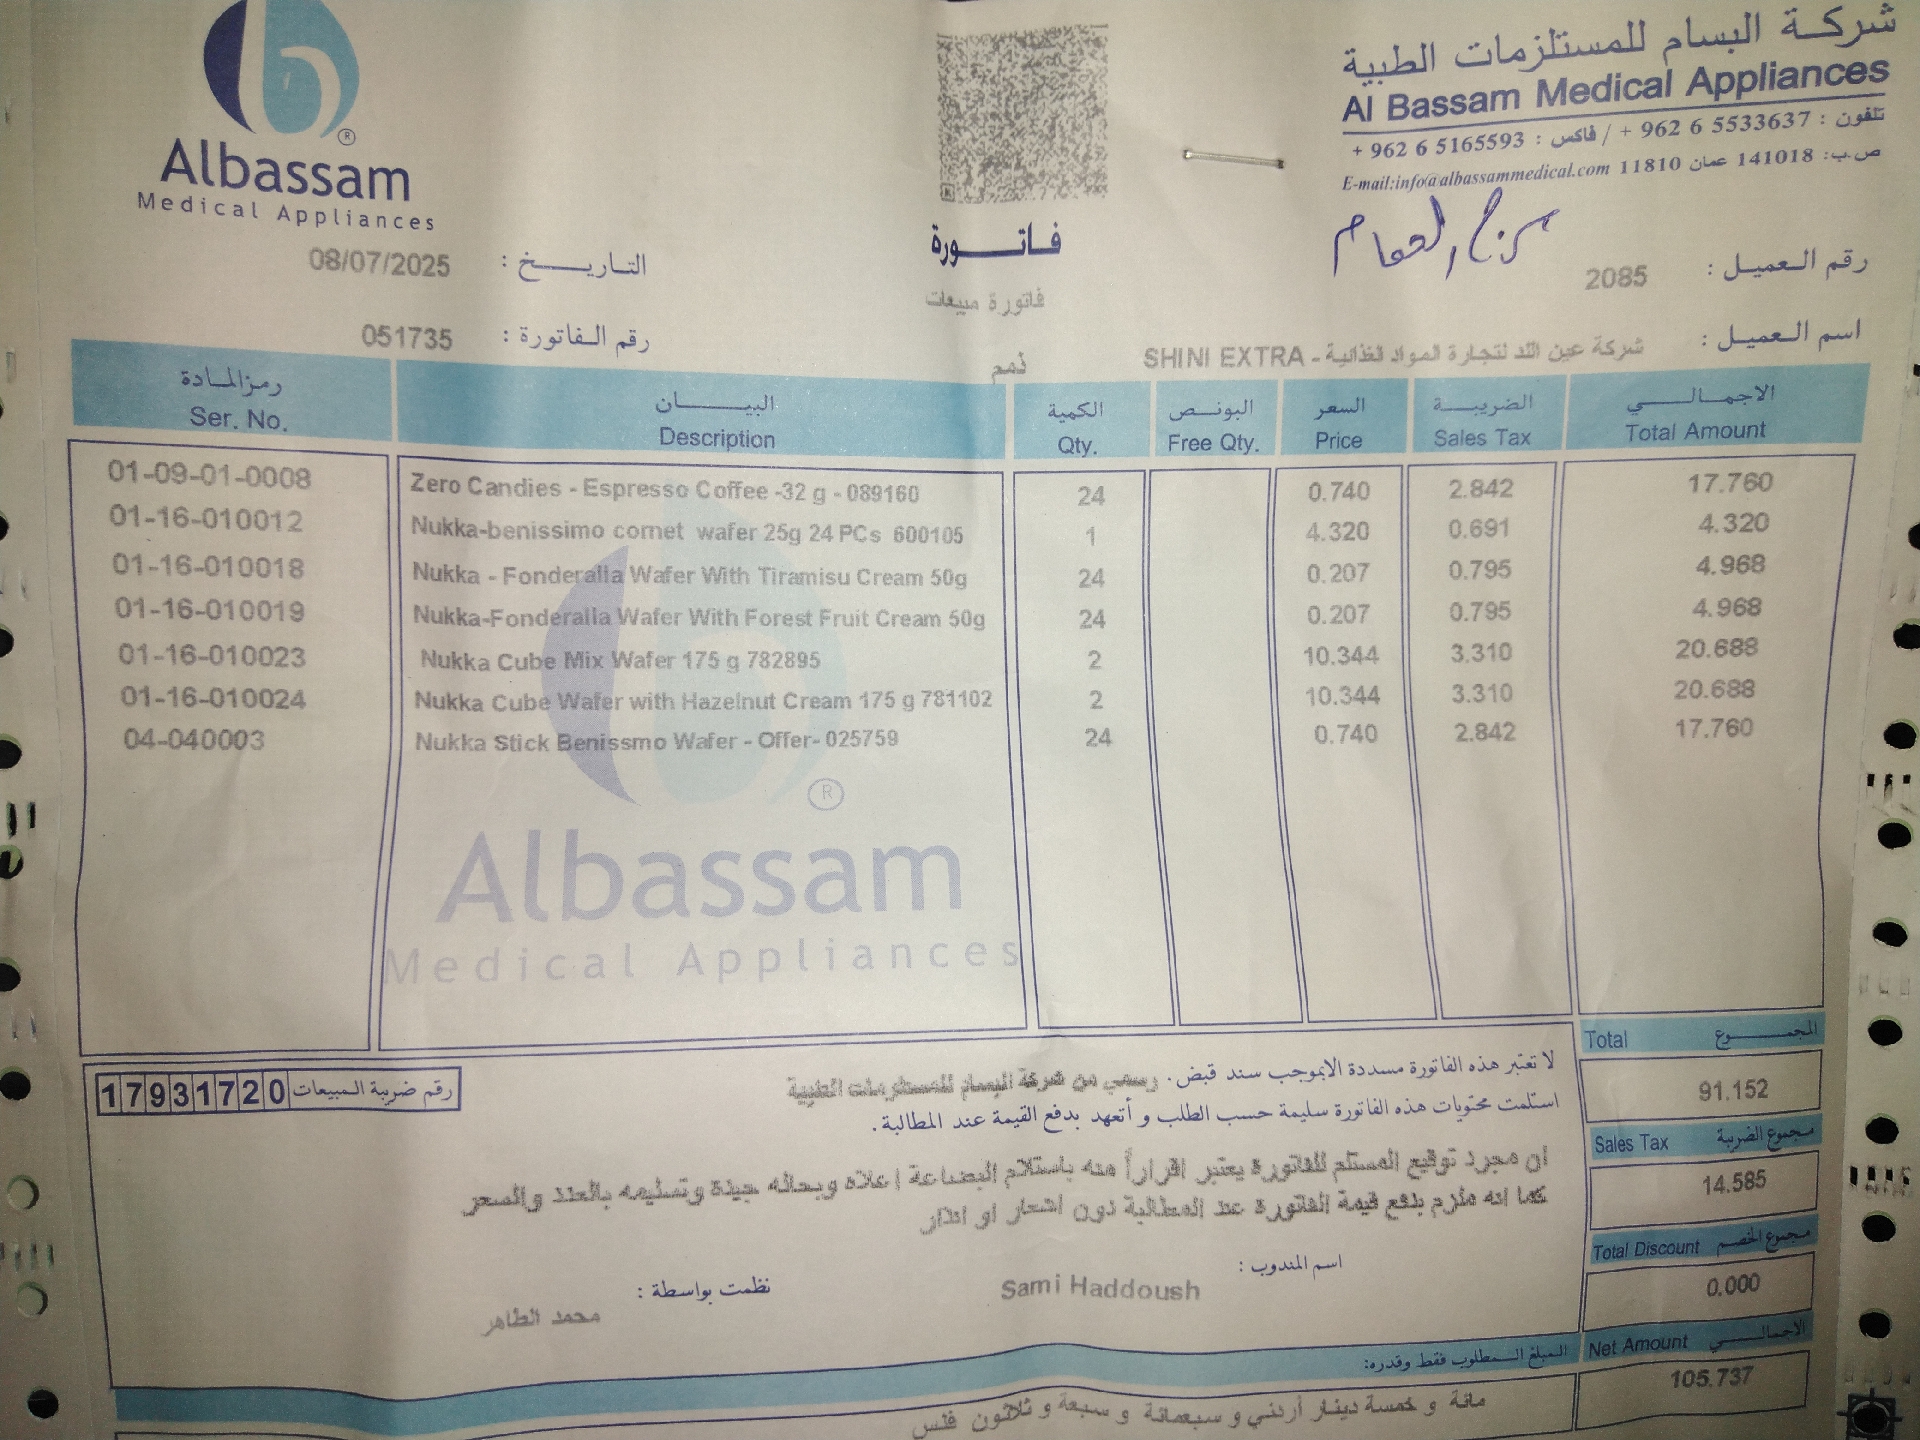 Albassam
Medical Appliances
شركة البسام للمستلزمات الطبية
Al Bassam Medical Appliances
تلفون : 5533637 6 962 + / فاكس : 5165593 6 962 +
ص.ب: 141018 عمان 11810 E-mail:info@albassammedical.com
فاتورة
فاتورة مبيعات
التاريخ : 08/07/2025
رقم الفاتورة : 051735
رقم العميل : 2085
اسم العميل : شركة عين اللد لتجارة المواد الغذائية - SHINI EXTRA
ذمم
رمز المادة البيــان الكمية البونـص السعر الضريبـة الاجمـالـي
Ser. No. Description Qty. Free Qty. Price Sales Tax Total Amount
01-09-01-0008 Zero Candies - Espresso Coffee -32 g - 089160 24 0.740 2.842 17.760
01-16-010012 Nukka-benissimo cornet wafer 25g 24 PCs 600105 1 4.320 0.691 4.320
01-16-010018 Nukka - Fonderalla Wafer With Tiramisu Cream 50g 24 0.207 0.795 4.968
01-16-010019 Nukka-Fonderalla Wafer With Forest Fruit Cream 50g 24 0.207 0.795 4.968
01-16-010023 Nukka Cube Mix Wafer 175 g 782895 2 10.344 3.310 20.688
01-16-010024 Nukka Cube Wafer with Hazelnut Cream 175 g 781102 2 10.344 3.310 20.688
04-040003 Nukka Stick Benissmo Wafer - Offer- 025759 24 0.740 2.842 17.760
Albassam
Medical Appliances
رقم ضريبة المبيعات 17931720
لا تعتبر هذه الفاتورة مسددة الابموجب سند قبض. رسمي من شركة البسام للمستلزمات الطبية
استلمت محتويات هذه الفاتورة سليمة حسب الطلب و أتعهد بدفع القيمة عند المطالبة .
ان مجرد توقيع المستلم للفاتورة يعتبر اقراراً منه باستلام البضاعة اعلاه وبحاله جيدة وتسليمه بالعدد والسعر
كما انه ملزم بدفع قيمة الفاتورة عند المطالبة دون اشعار او انذار
Total المجمــوع
91.152
Sales Tax مجموع الضريبة
14.585
Total Discount مجموع الخصم
0.000
Net Amount الاجمالــي
105.737
اسم المندوب : Sami Haddoush
نظمت بواسطة : محمد الطاهر
المبلغ المطلوب فقط وقدره:
مائة و خمسة دينار أردني و سبعمائة و سبعة و ثلاثون فلس